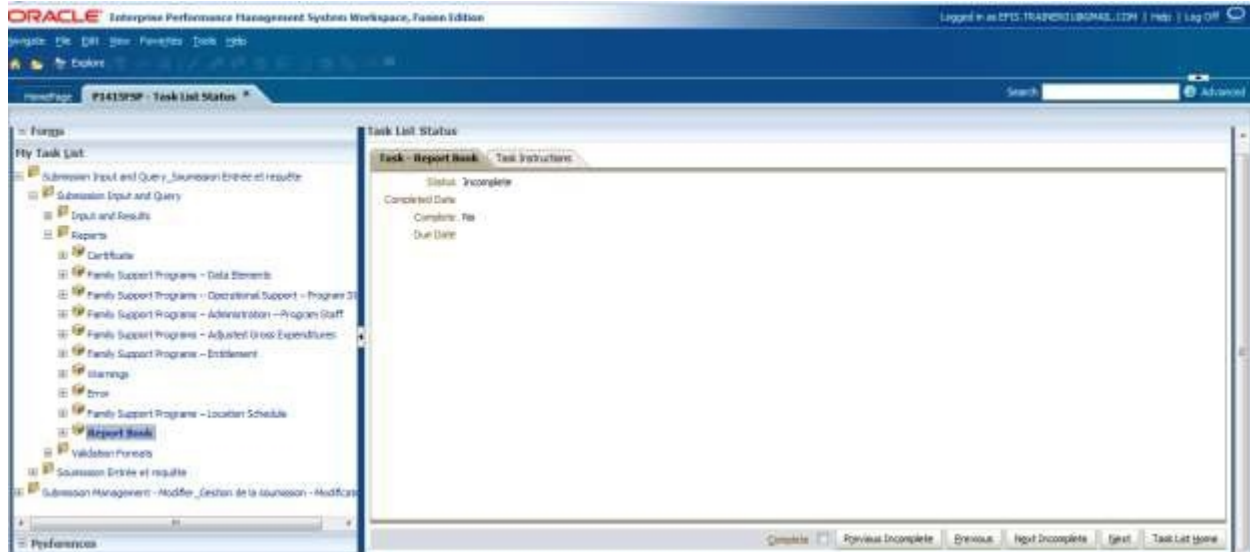 ORACLE Enterprise Performance Management System Workspace, Fusion Edition
Logged in as EFIS.TRAINER01@GMAIL.COM | Help | Log Off
Navigate File Edit View Favorites Tools Help
Explore
HomePage P1415FSP - Task List Status * Search Advanced
Forms
My Task List
Submission Input and Query_Soumission Entrée et requête
Submission Input and Query
Input and Results
Reports
Certificate
Family Support Programs – Data Elements
Family Support Programs – Operational Support – Program St
Family Support Programs – Administration –Program Staff
Family Support Programs – Adjusted Gross Expenditures
Family Support Programs – Entitlement
Warnings
Error
Family Support Programs – Location Schedule
Report Book
Validation Formats
Soumission Entrée et requête
Submission Management - Modifier_Gestion de la soumission - Modificat
Preferences
Task List Status
Task - Report Book Task Instructions
Status Incomplete
Completed Date
Complete No
Due Date
Complete Previous Incomplete Previous Next Incomplete Next Task List Home